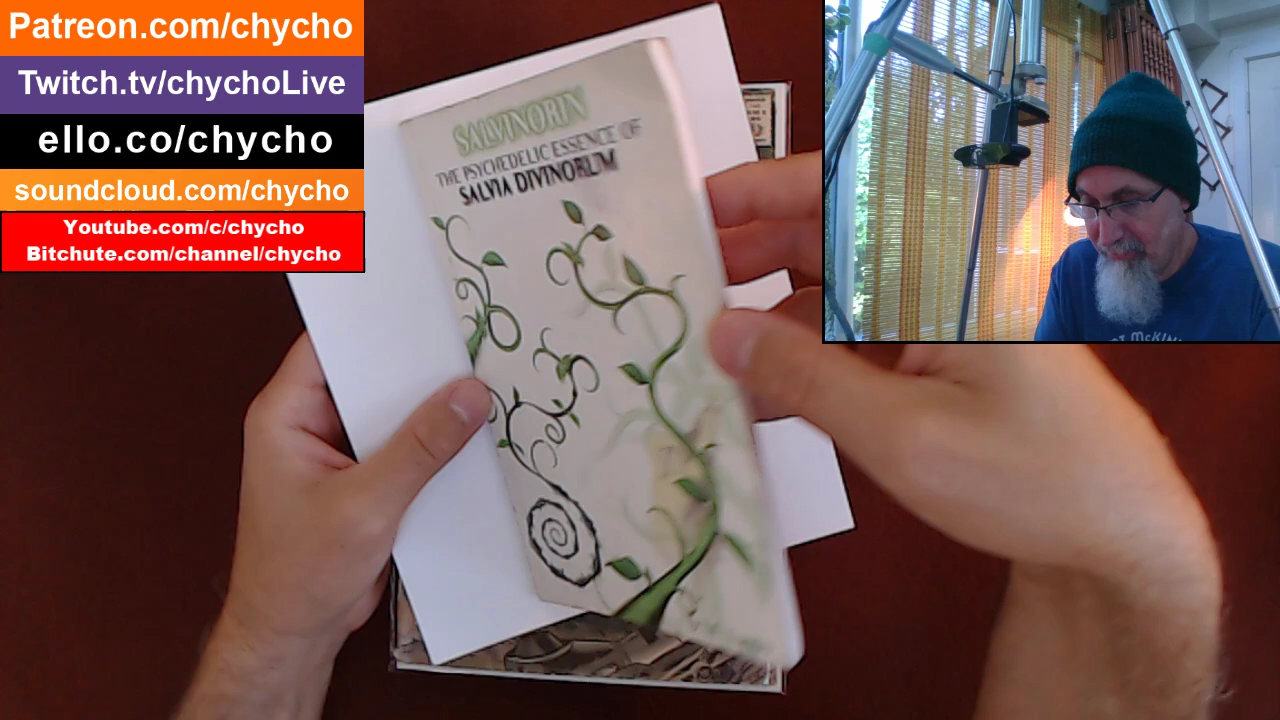 Patreon.com/chycho
Twitch.tv/chychoLive
ello.co/chycho
soundcloud.com/chycho
Youtube.com/c/chycho
Bitchute.com/channel/chycho
SALVINORIN
THE PSYCHEDELIC ESSENCE OF
SALVIA DIVINORUM